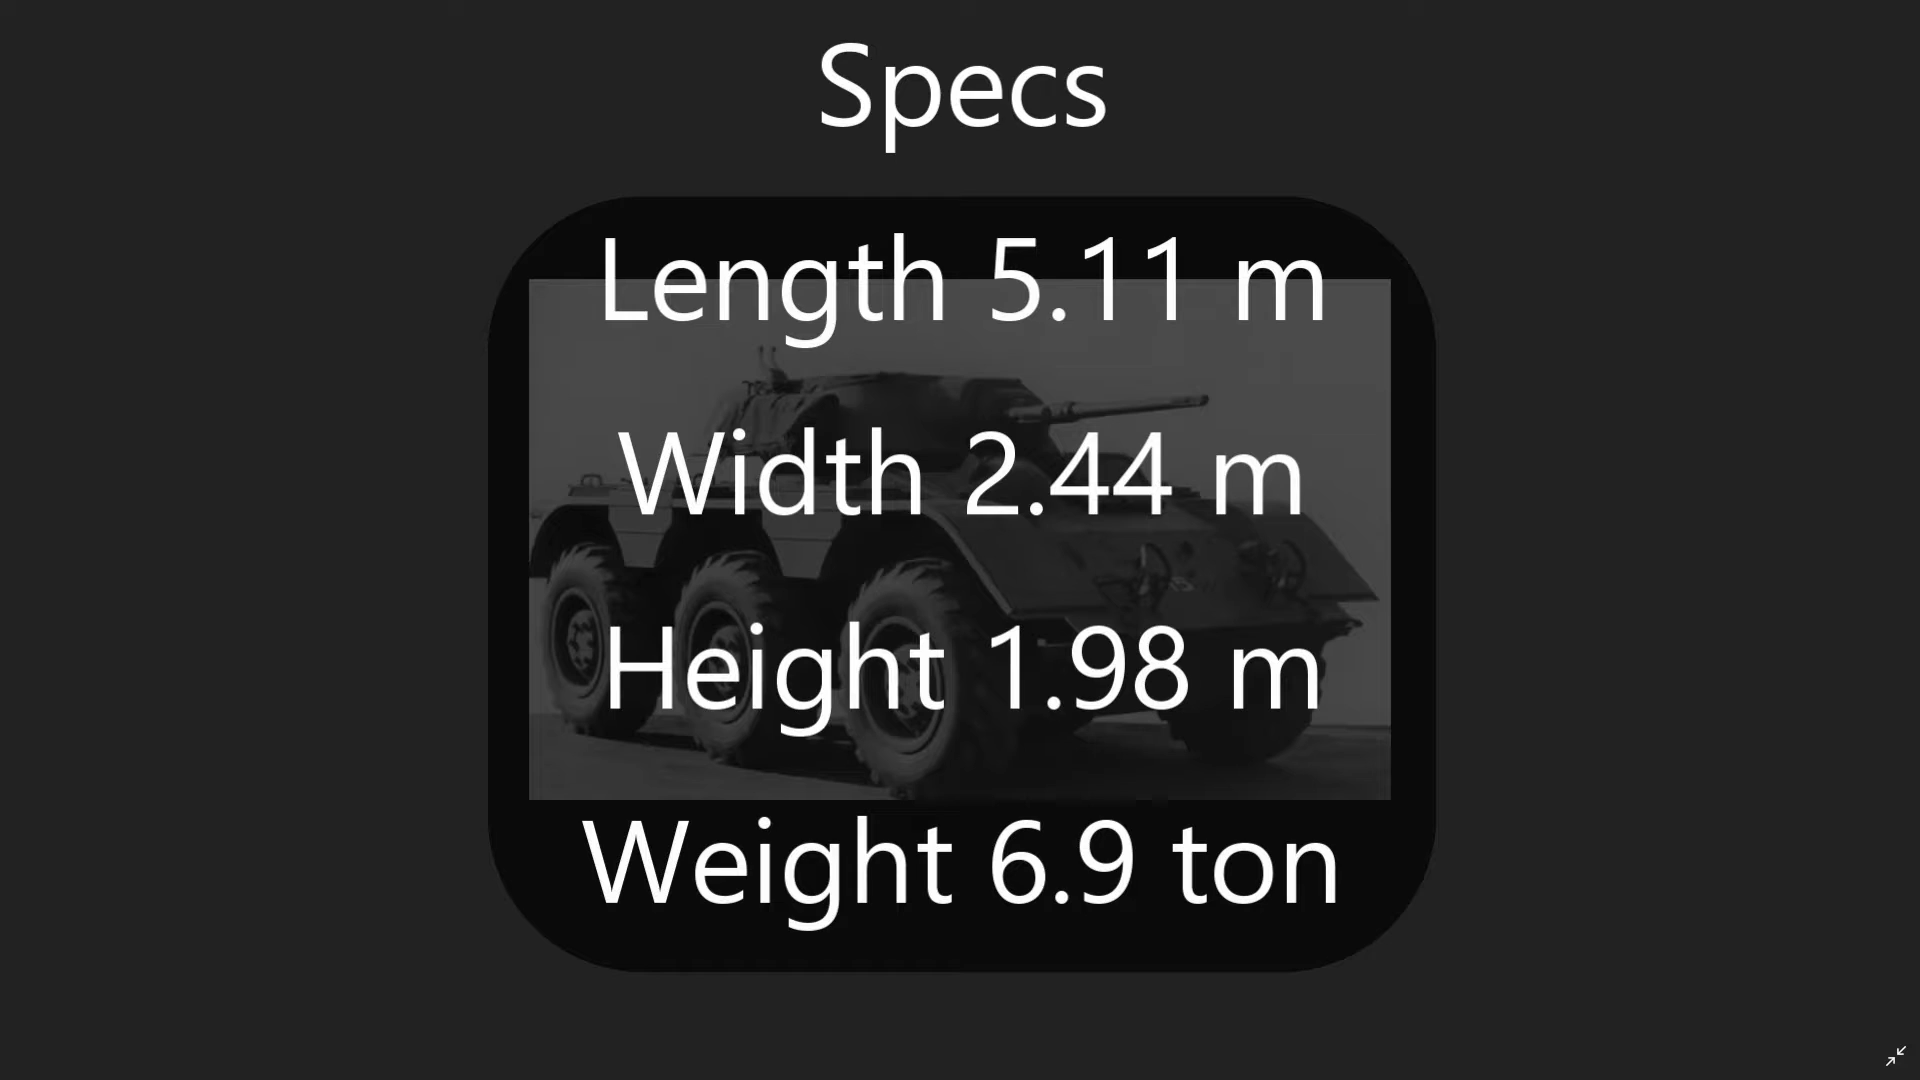 Specs
Length 5.11 m
Width 2.44 m
Height 1.98 m
Weight 6.9 ton